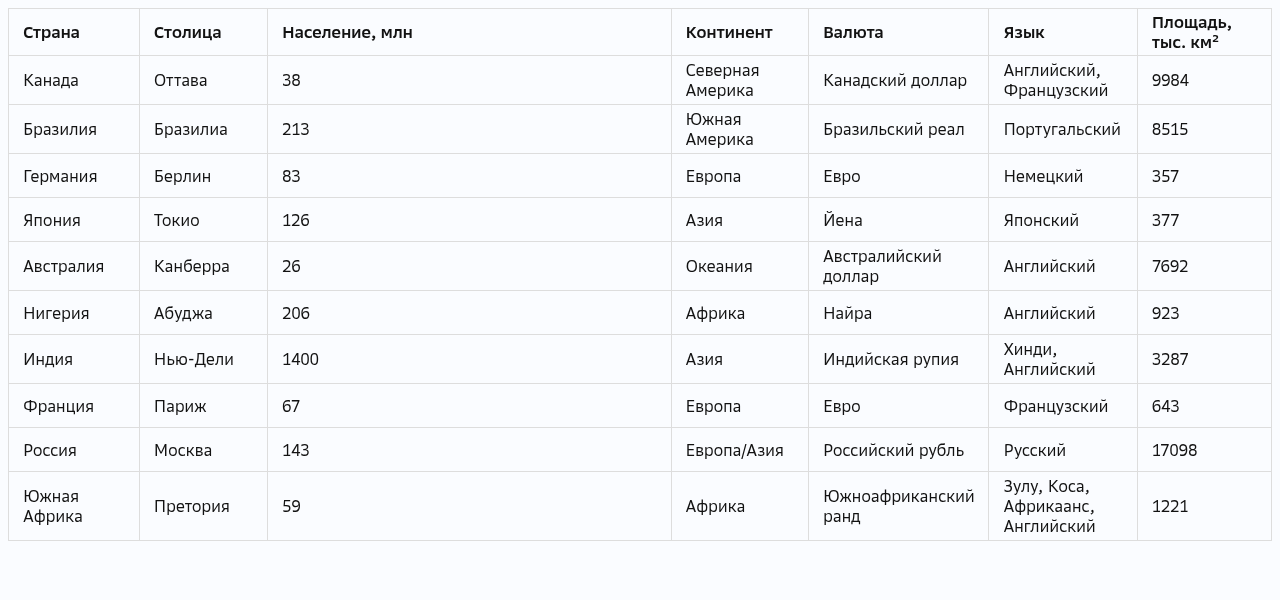 Страна Столица Население, млн Континент Валюта Язык Площадь, тыс. км²
Канада Оттава 38 Северная Америка Канадский доллар Английский, Французский 9984
Бразилия Бразилиа 213 Южная Америка Бразильский реал Португальский 8515
Германия Берлин 83 Европа Евро Немецкий 357
Япония Токио 126 Азия Йена Японский 377
Австралия Канберра 26 Океания Австралийский доллар Английский 7692
Нигерия Абуджа 206 Африка Найра Английский 923
Индия Нью-Дели 1400 Азия Индийская рупия Хинди, Английский 3287
Франция Париж 67 Европа Евро Французский 643
Россия Москва 143 Европа/Азия Российский рубль Русский 17098
Южная Африка Претория 59 Африка Южноафриканский ранд Зулу, Коса, Африкаанс, Английский 1221